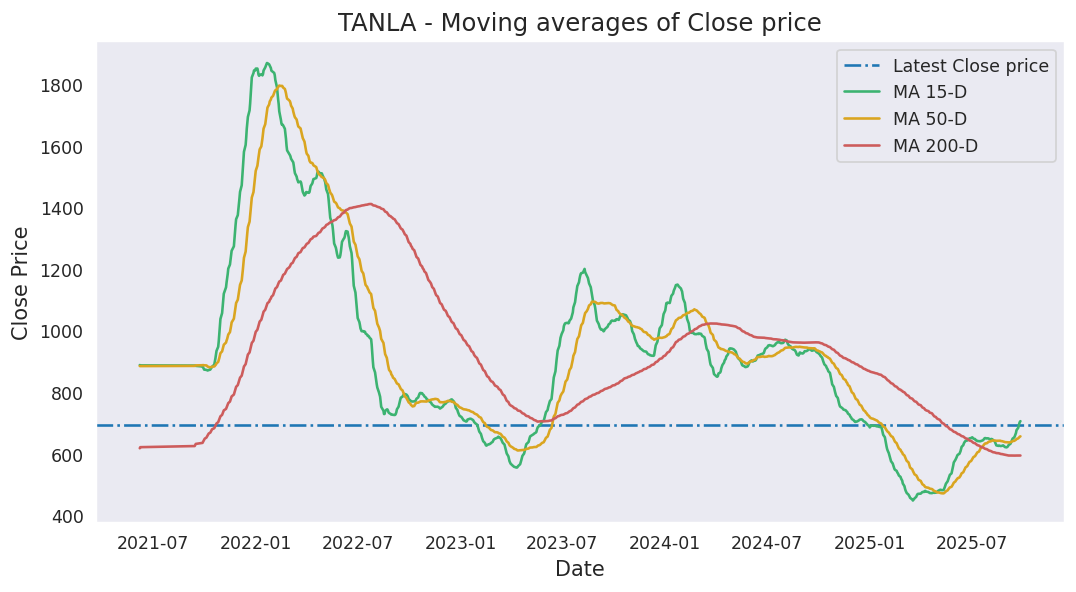 TANLA - Moving averages of Close price
Latest Close price
MA 15-D
MA 50-D
MA 200-D
Close Price
1800
1600
1400
1200
1000
800
600
400
2021-07
2022-01
2022-07
2023-01
2023-07
2024-01
2024-07
2025-01
2025-07
Date